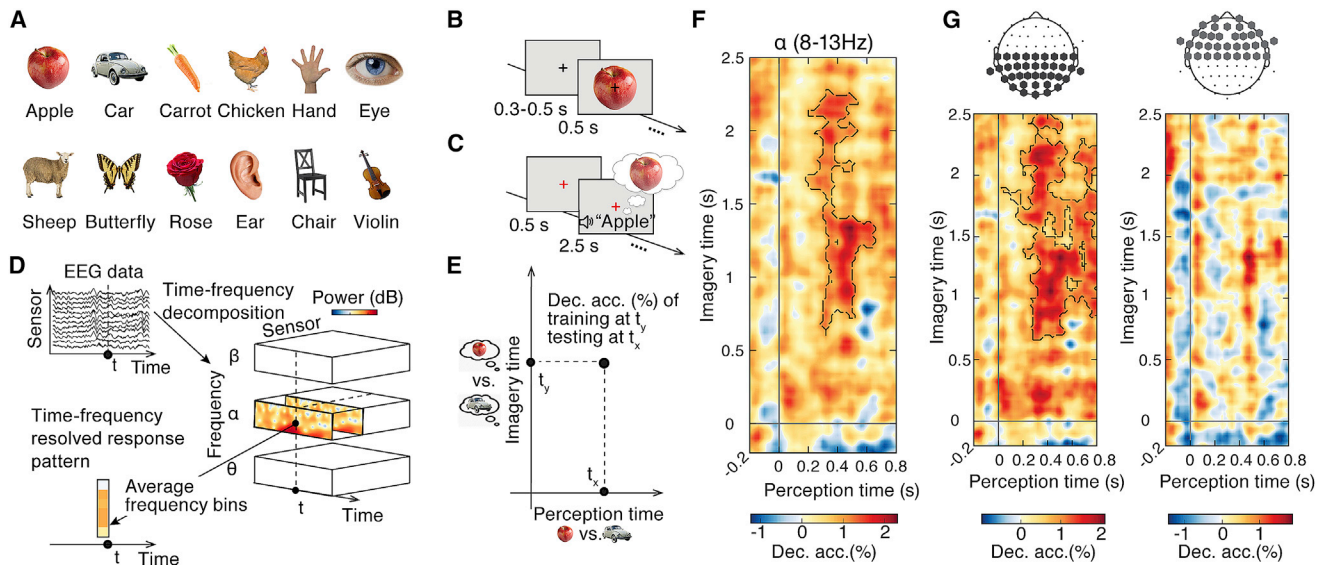 A
Apple Car Carrot Chicken Hand Eye
Sheep Butterfly Rose Ear Chair Violin
B
0.3-0.5 s
0.5 s
C
"Apple"
0.5 s
2.5 s
D
EEG data
Sensor
t Time
Time-frequency
decomposition
Power (dB)
Sensor
β
α
θ
Frequency
t
Time
Time-frequency
resolved response
pattern
Average
frequency bins
t
E
Dec. acc. (%) of
training at ty
testing at tx
vs.
Imagery time
ty
tx
Perception time
vs.
F
α (8-13Hz)
Imagery time (s)
2.5
2
1.5
1
0.5
0
-0.2
0 0.2 0.4 0.6 0.8
Perception time (s)
-1 0 1 2
Dec. acc.(%)
G
Imagery time (s)
2.5
2
1.5
1
0.5
0
-0.2
0 0.2 0.4 0.6 0.8
Perception time (s)
0 1 2
Dec. acc.(%)
Imagery time (s)
2.5
2
1.5
1
0.5
0
-0.2
0 0.2 0.4 0.6 0.8
Perception time (s)
-1 0 1
Dec. acc.(%)